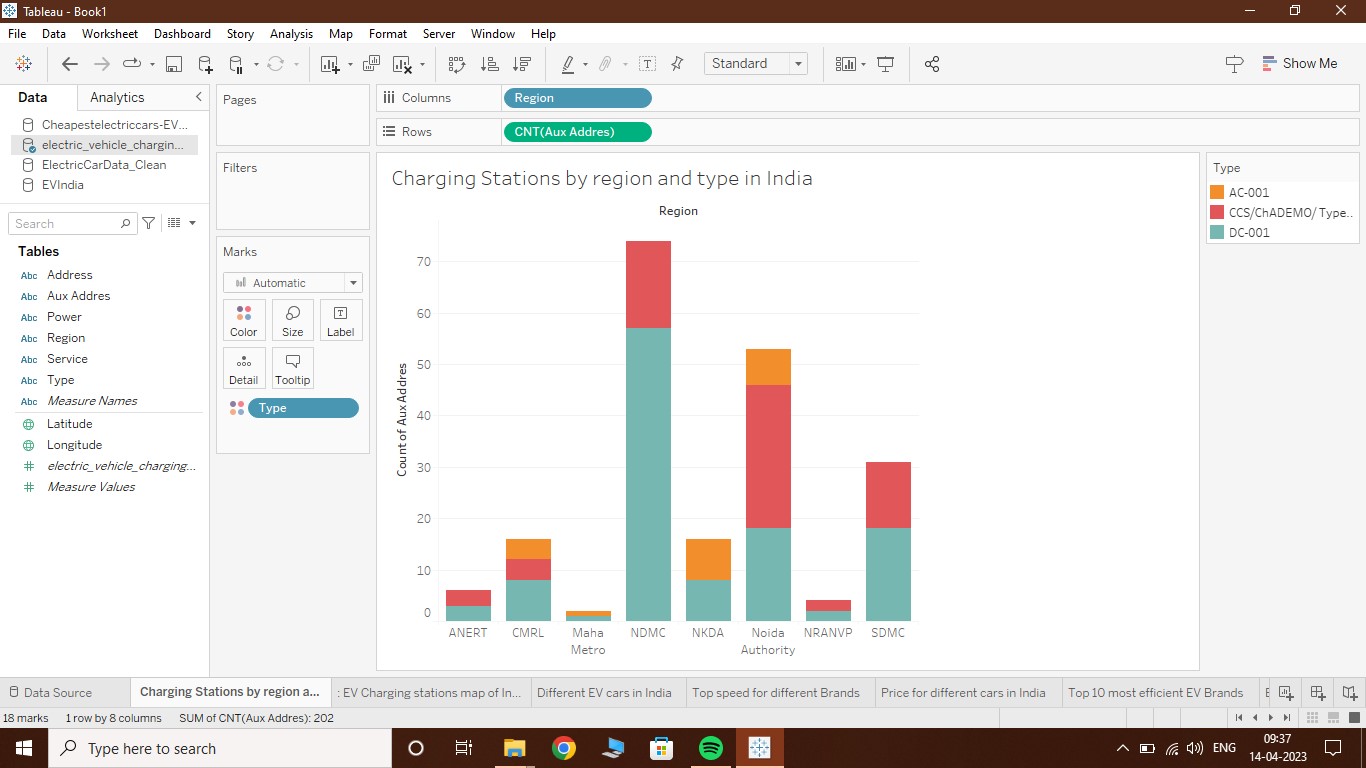 Tableau - Book1
File Data Worksheet Dashboard Story Analysis Map Format Server Window Help
Standard
Show Me
Data Analytics
Pages
Columns Region
Rows CNT(Aux Addres)
Cheapestelectriccars-EV...
electric_vehicle_chargin...
ElectricCarData_Clean
EVIndia
Search
Tables
Abc Address
Abc Aux Addres
Abc Power
Abc Region
Abc Service
Abc Type
Abc Measure Names
Latitude
Longitude
# electric_vehicle_charging...
# Measure Values
Filters
Marks
Automatic
Color Size Label
Detail Tooltip
Type
Charging Stations by region and type in India
Region
Count of Aux Addres
70
60
50
40
30
20
10
0
ANERT CMRL Maha Metro NDMC NKDA Noida Authority NRANVP SDMC
Type
AC-001
CCS/ChADEMO/ Type..
DC-001
Data Source Charging Stations by region a... : EV Charging stations map of In... Different EV cars in India Top speed for different Brands Price for different cars in India Top 10 most efficient EV Brands E
18 marks 1 row by 8 columns SUM of CNT(Aux Addres): 202
Type here to search
ENG
09:37
14-04-2023